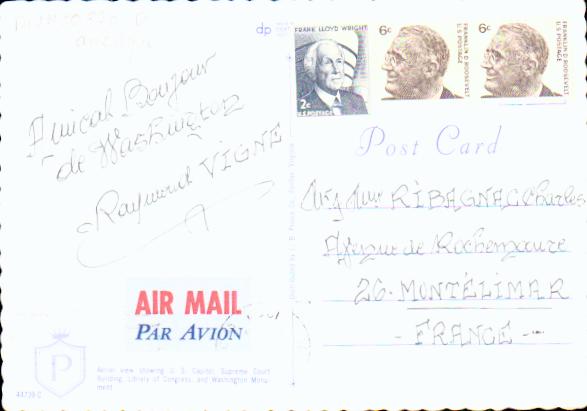 dp
FRANK LLOYD WRIGHT
2c
U.S. POSTAGE
6c
FRANKLIN D ROOSEVELT
U S POSTAGE
6c
FRANKLIN D ROOSEVELT
U S POSTAGE
Post Card
Amical Bonjour
de Washington
Raymond VIGNE
RIBAGNAC Charles
de Rochemaure
26. MONTÉLIMAR
- FRANCE -
AIR MAIL
PAR AVION
P
Aerial view showing U. S. Capitol, Supreme Court
Building, Library of Congress, and Washington Monu-
ment.
44739-C